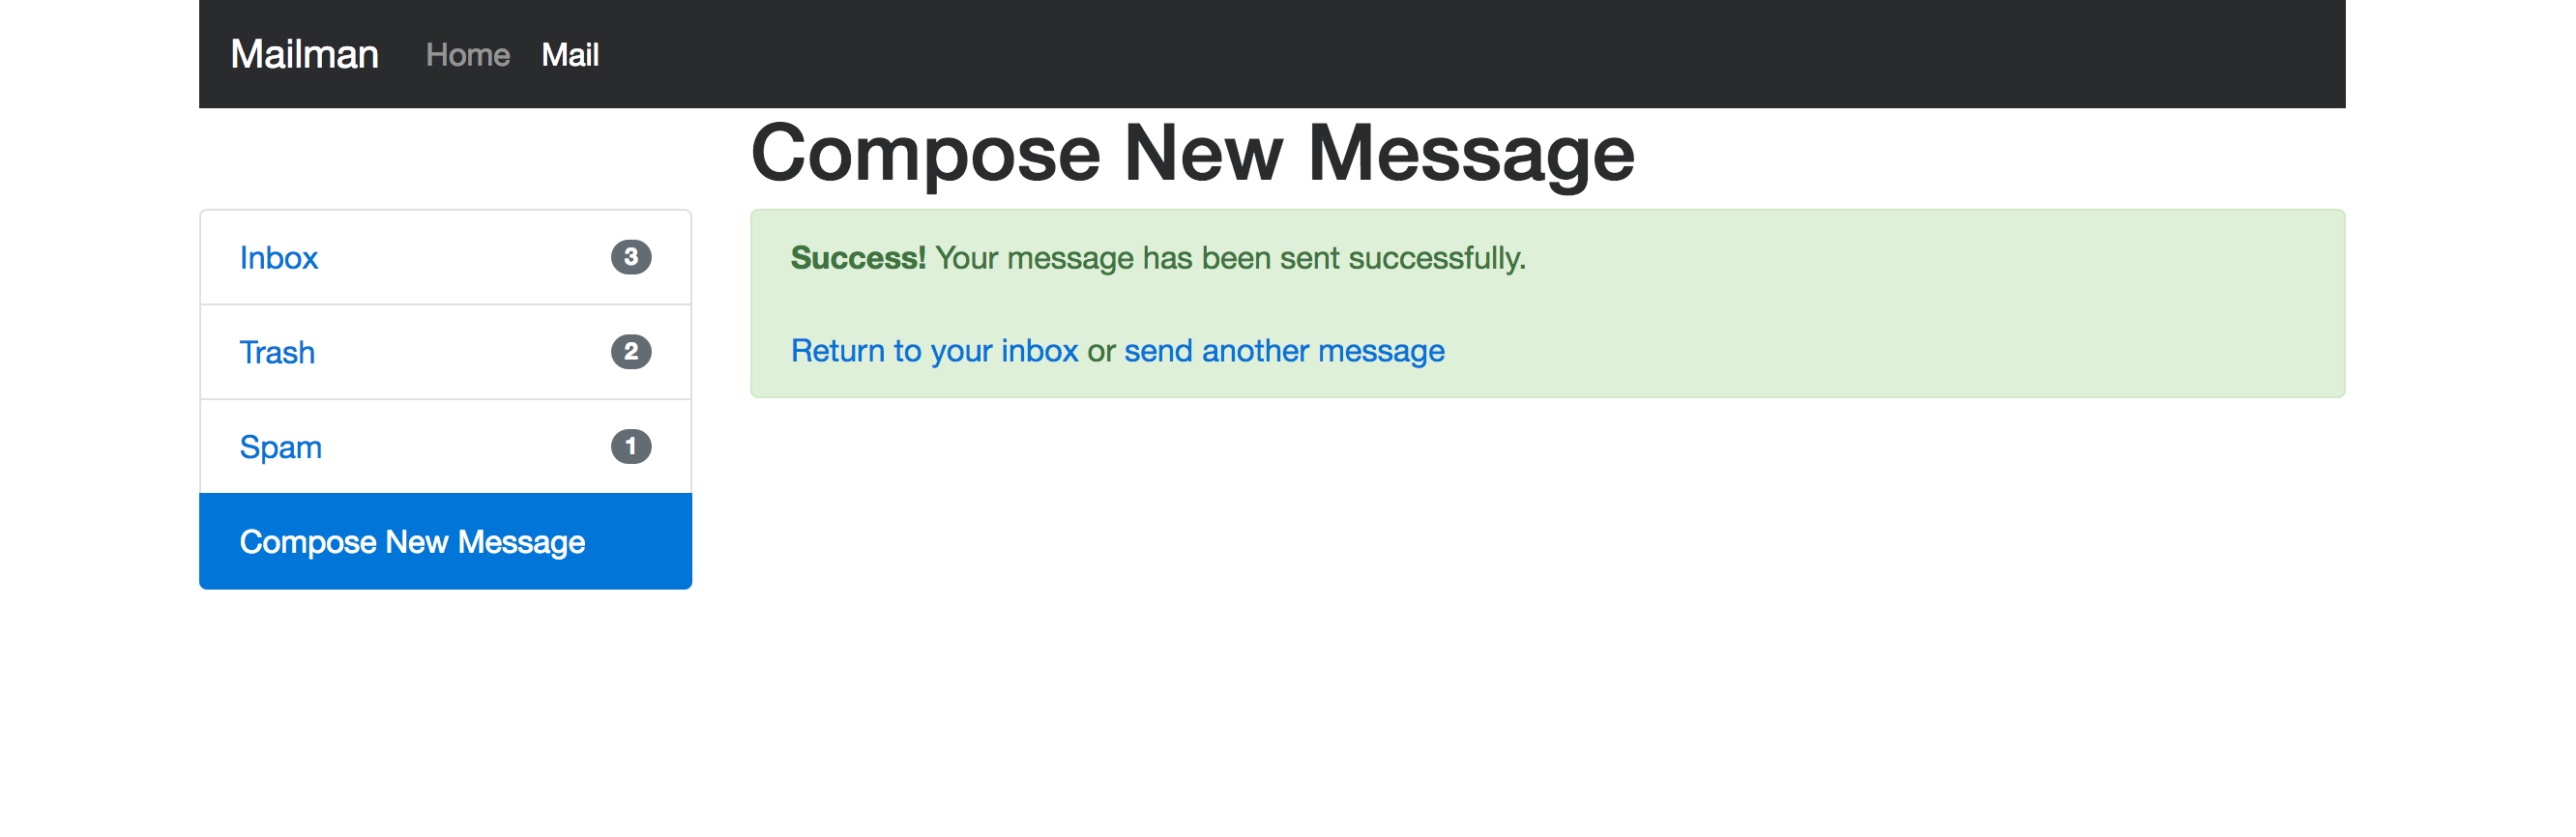 Mailman Home Mail
Compose New Message
Inbox 3
Trash 2
Spam 1
Compose New Message
Success! Your message has been sent successfully.
Return to your inbox or send another message